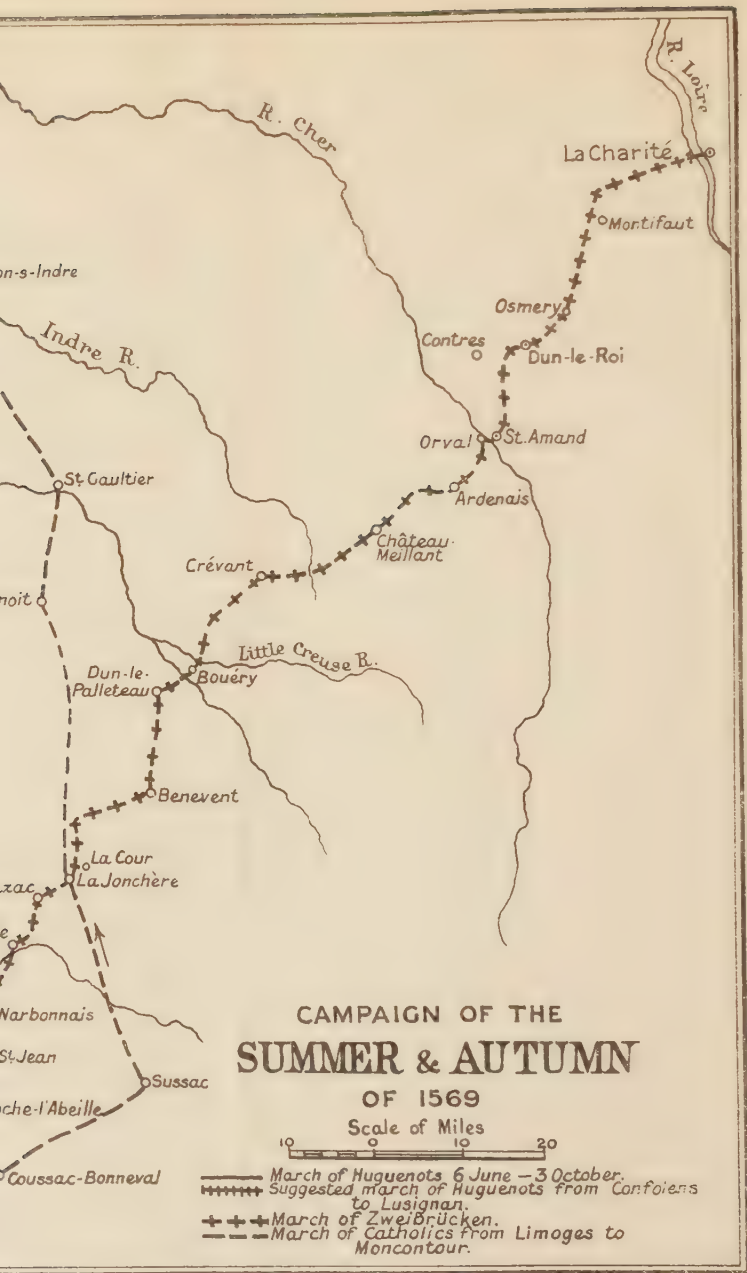 R. Loire
R. Cher
La Charité
Mortifaut
on-s-Indre
Osmery
Indre R.
Contres
Dun-le-Roi
Orval
St. Amand
St. Gaultier
Ardenais
Château-
Meillant
Crévant
noit
Little Creuse R.
Dun-le-
Palleteau
Bouéry
Benevent
La Cour
La Jonchère
zac
e
Narbonnais
St. Jean
Sussac
che-l'Abeille
Coussac-Bonneval
CAMPAIGN OF THE
SUMMER & AUTUMN
OF 1569
Scale of Miles
10 0 10 20
March of Huguenots 6 June – 3 October.
Suggested march of Huguenots from Confolens
to Lusignan.
March of ZweiBrücken.
March of Catholics from Limoges to
Moncontour.